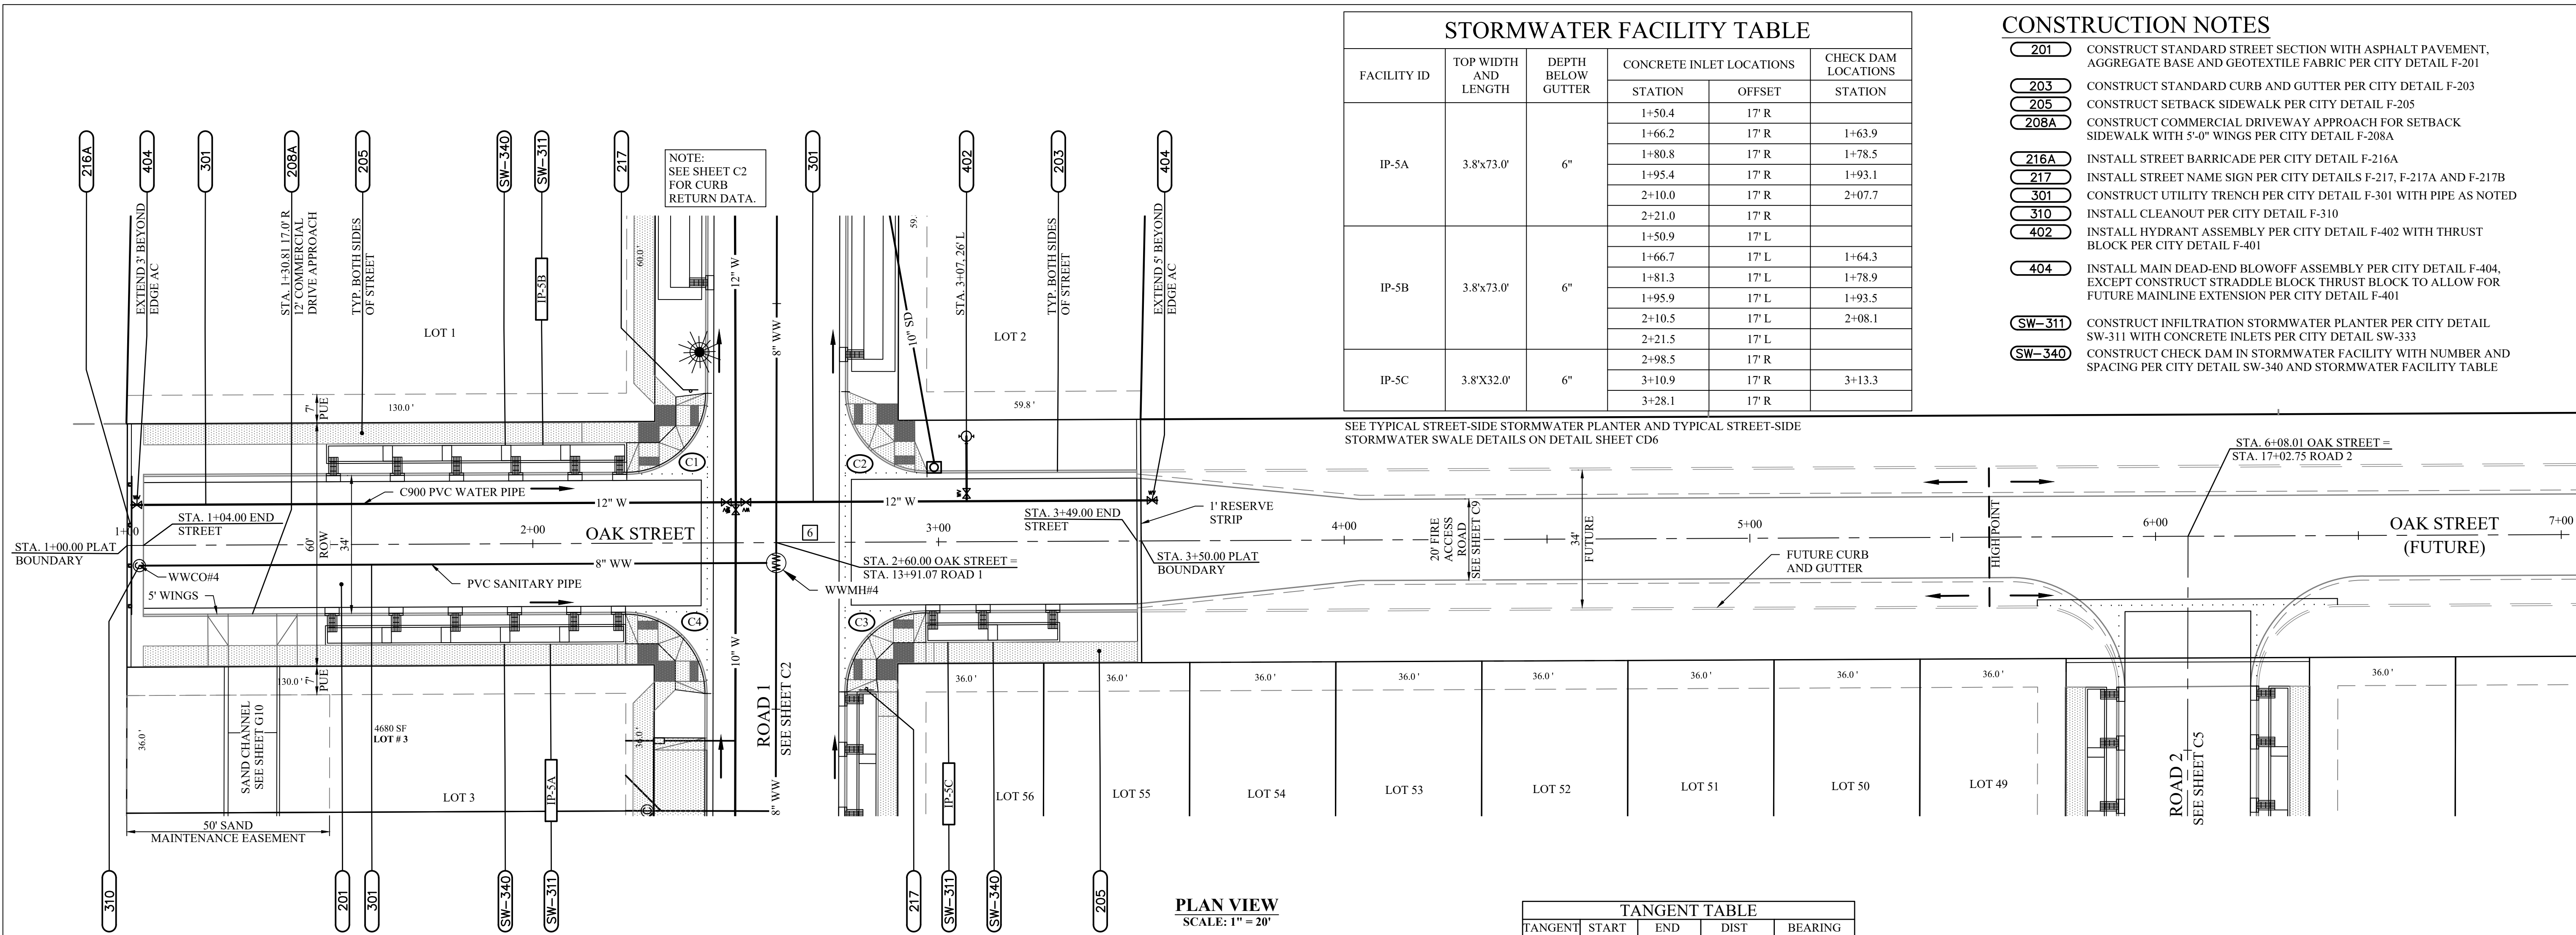 STORMWATER FACILITY TABLE
FACILITY ID
TOP WIDTH
AND
LENGTH
DEPTH
BELOW
GUTTER
CONCRETE INLET LOCATIONS
CHECK DAM
LOCATIONS
STATION OFFSET STATION
IP-5A 3.8'x73.0' 6"
1+50.4 17' R
1+66.2 17' R 1+63.9
1+80.8 17' R 1+78.5
1+95.4 17' R 1+93.1
2+10.0 17' R 2+07.7
2+21.0 17' R
IP-5B 3.8'x73.0' 6"
1+50.9 17' L
1+66.7 17' L 1+64.3
1+81.3 17' L 1+78.9
1+95.9 17' L 1+93.5
2+10.5 17' L 2+08.1
2+21.5 17' L
IP-5C 3.8'X32.0' 6"
2+98.5 17' R
3+10.9 17' R 3+13.3
3+28.1 17' R
SEE TYPICAL STREET-SIDE STORMWATER PLANTER AND TYPICAL STREET-SIDE
STORMWATER SWALE DETAILS ON DETAIL SHEET CD6
CONSTRUCTION NOTES
201 CONSTRUCT STANDARD STREET SECTION WITH ASPHALT PAVEMENT,
AGGREGATE BASE AND GEOTEXTILE FABRIC PER CITY DETAIL F-201
203 CONSTRUCT STANDARD CURB AND GUTTER PER CITY DETAIL F-203
205 CONSTRUCT SETBACK SIDEWALK PER CITY DETAIL F-205
208A CONSTRUCT COMMERCIAL DRIVEWAY APPROACH FOR SETBACK
SIDEWALK WITH 5'-0" WINGS PER CITY DETAIL F-208A
216A INSTALL STREET BARRICADE PER CITY DETAIL F-216A
217 INSTALL STREET NAME SIGN PER CITY DETAILS F-217, F-217A AND F-217B
301 CONSTRUCT UTILITY TRENCH PER CITY DETAIL F-301 WITH PIPE AS NOTED
310 INSTALL CLEANOUT PER CITY DETAIL F-310
402 INSTALL HYDRANT ASSEMBLY PER CITY DETAIL F-402 WITH THRUST
BLOCK PER CITY DETAIL F-401
404 INSTALL MAIN DEAD-END BLOWOFF ASSEMBLY PER CITY DETAIL F-404,
EXCEPT CONSTRUCT STRADDLE BLOCK THRUST BLOCK TO ALLOW FOR
FUTURE MAINLINE EXTENSION PER CITY DETAIL F-401
SW-311 CONSTRUCT INFILTRATION STORMWATER PLANTER PER CITY DETAIL
SW-311 WITH CONCRETE INLETS PER CITY DETAIL SW-333
SW-340 CONSTRUCT CHECK DAM IN STORMWATER FACILITY WITH NUMBER AND
SPACING PER CITY DETAIL SW-340 AND STORMWATER FACILITY TABLE
216A
404
301
208A
205
SW-340
SW-311
217
301
402
203
404
NOTE:
SEE SHEET C2
FOR CURB
RETURN DATA.
EXTEND 3' BEYOND
EDGE AC
STA. 1+30.81 17.0' R
12' COMMERCIAL
DRIVE APPROACH
TYP. BOTH SIDES
OF STREET
IP-5B
60.0'
12" W
8" WW
59.
10" SD
STA. 3+07, 26' L
TYP. BOTH SIDES
OF STREET
EXTEND 5' BEYOND
EDGE AC
LOT 1
LOT 2
7'
PUE
130.0 '
59.8 '
C1
C2
C900 PVC WATER PIPE
12" W
12" W
1+00
STA. 1+04.00 END
STREET
2+00
OAK STREET
6
3+00
STA. 3+49.00 END
STREET
1' RESERVE
STRIP
4+00
5+00
6+00
7+00
STA. 6+08.01 OAK STREET =
STA. 17+02.75 ROAD 2
OAK STREET
(FUTURE)
HIGH POINT
STA. 1+00.00 PLAT
BOUNDARY
60'
ROW
34'
STA. 2+60.00 OAK STREET =
STA. 13+91.07 ROAD 1
STA. 3+50.00 PLAT
BOUNDARY
20' FIRE
ACCESS
ROAD
SEE SHEET C9
34'
FUTURE
FUTURE CURB
AND GUTTER
WWCO#4
PVC SANITARY PIPE
8" WW
WWMH#4
5' WINGS
C4
C3
10" W
130.0 '
7'
PUE
36.0 '
SAND CHANNEL
SEE SHEET G10
4680 SF
LOT # 3
36.0 '
LOT 3
IP-5A
ROAD 1
SEE SHEET C2
8" WW
50' SAND
MAINTENANCE EASEMENT
36.0 '
36.0 '
36.0 '
36.0 '
36.0 '
36.0 '
36.0 '
36.0 '
36.0 '
IP-5C
LOT 56
LOT 55
LOT 54
LOT 53
LOT 52
LOT 51
LOT 50
LOT 49
ROAD 2
SEE SHEET C5
310
201
301
SW-340
SW-311
217
SW-311
SW-340
205
PLAN VIEW
SCALE: 1" = 20'
TANGENT TABLE
TANGENT START END DIST BEARING